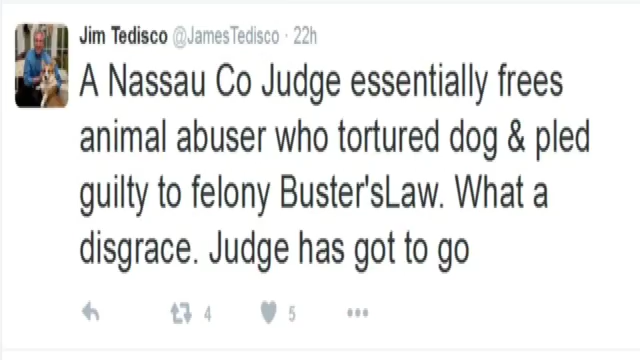 Jim Tedisco @JamesTedisco · 22h
A Nassau Co Judge essentially frees
animal abuser who tortured dog & pled
guilty to felony Buster'sLaw. What a
disgrace. Judge has got to go
4 5